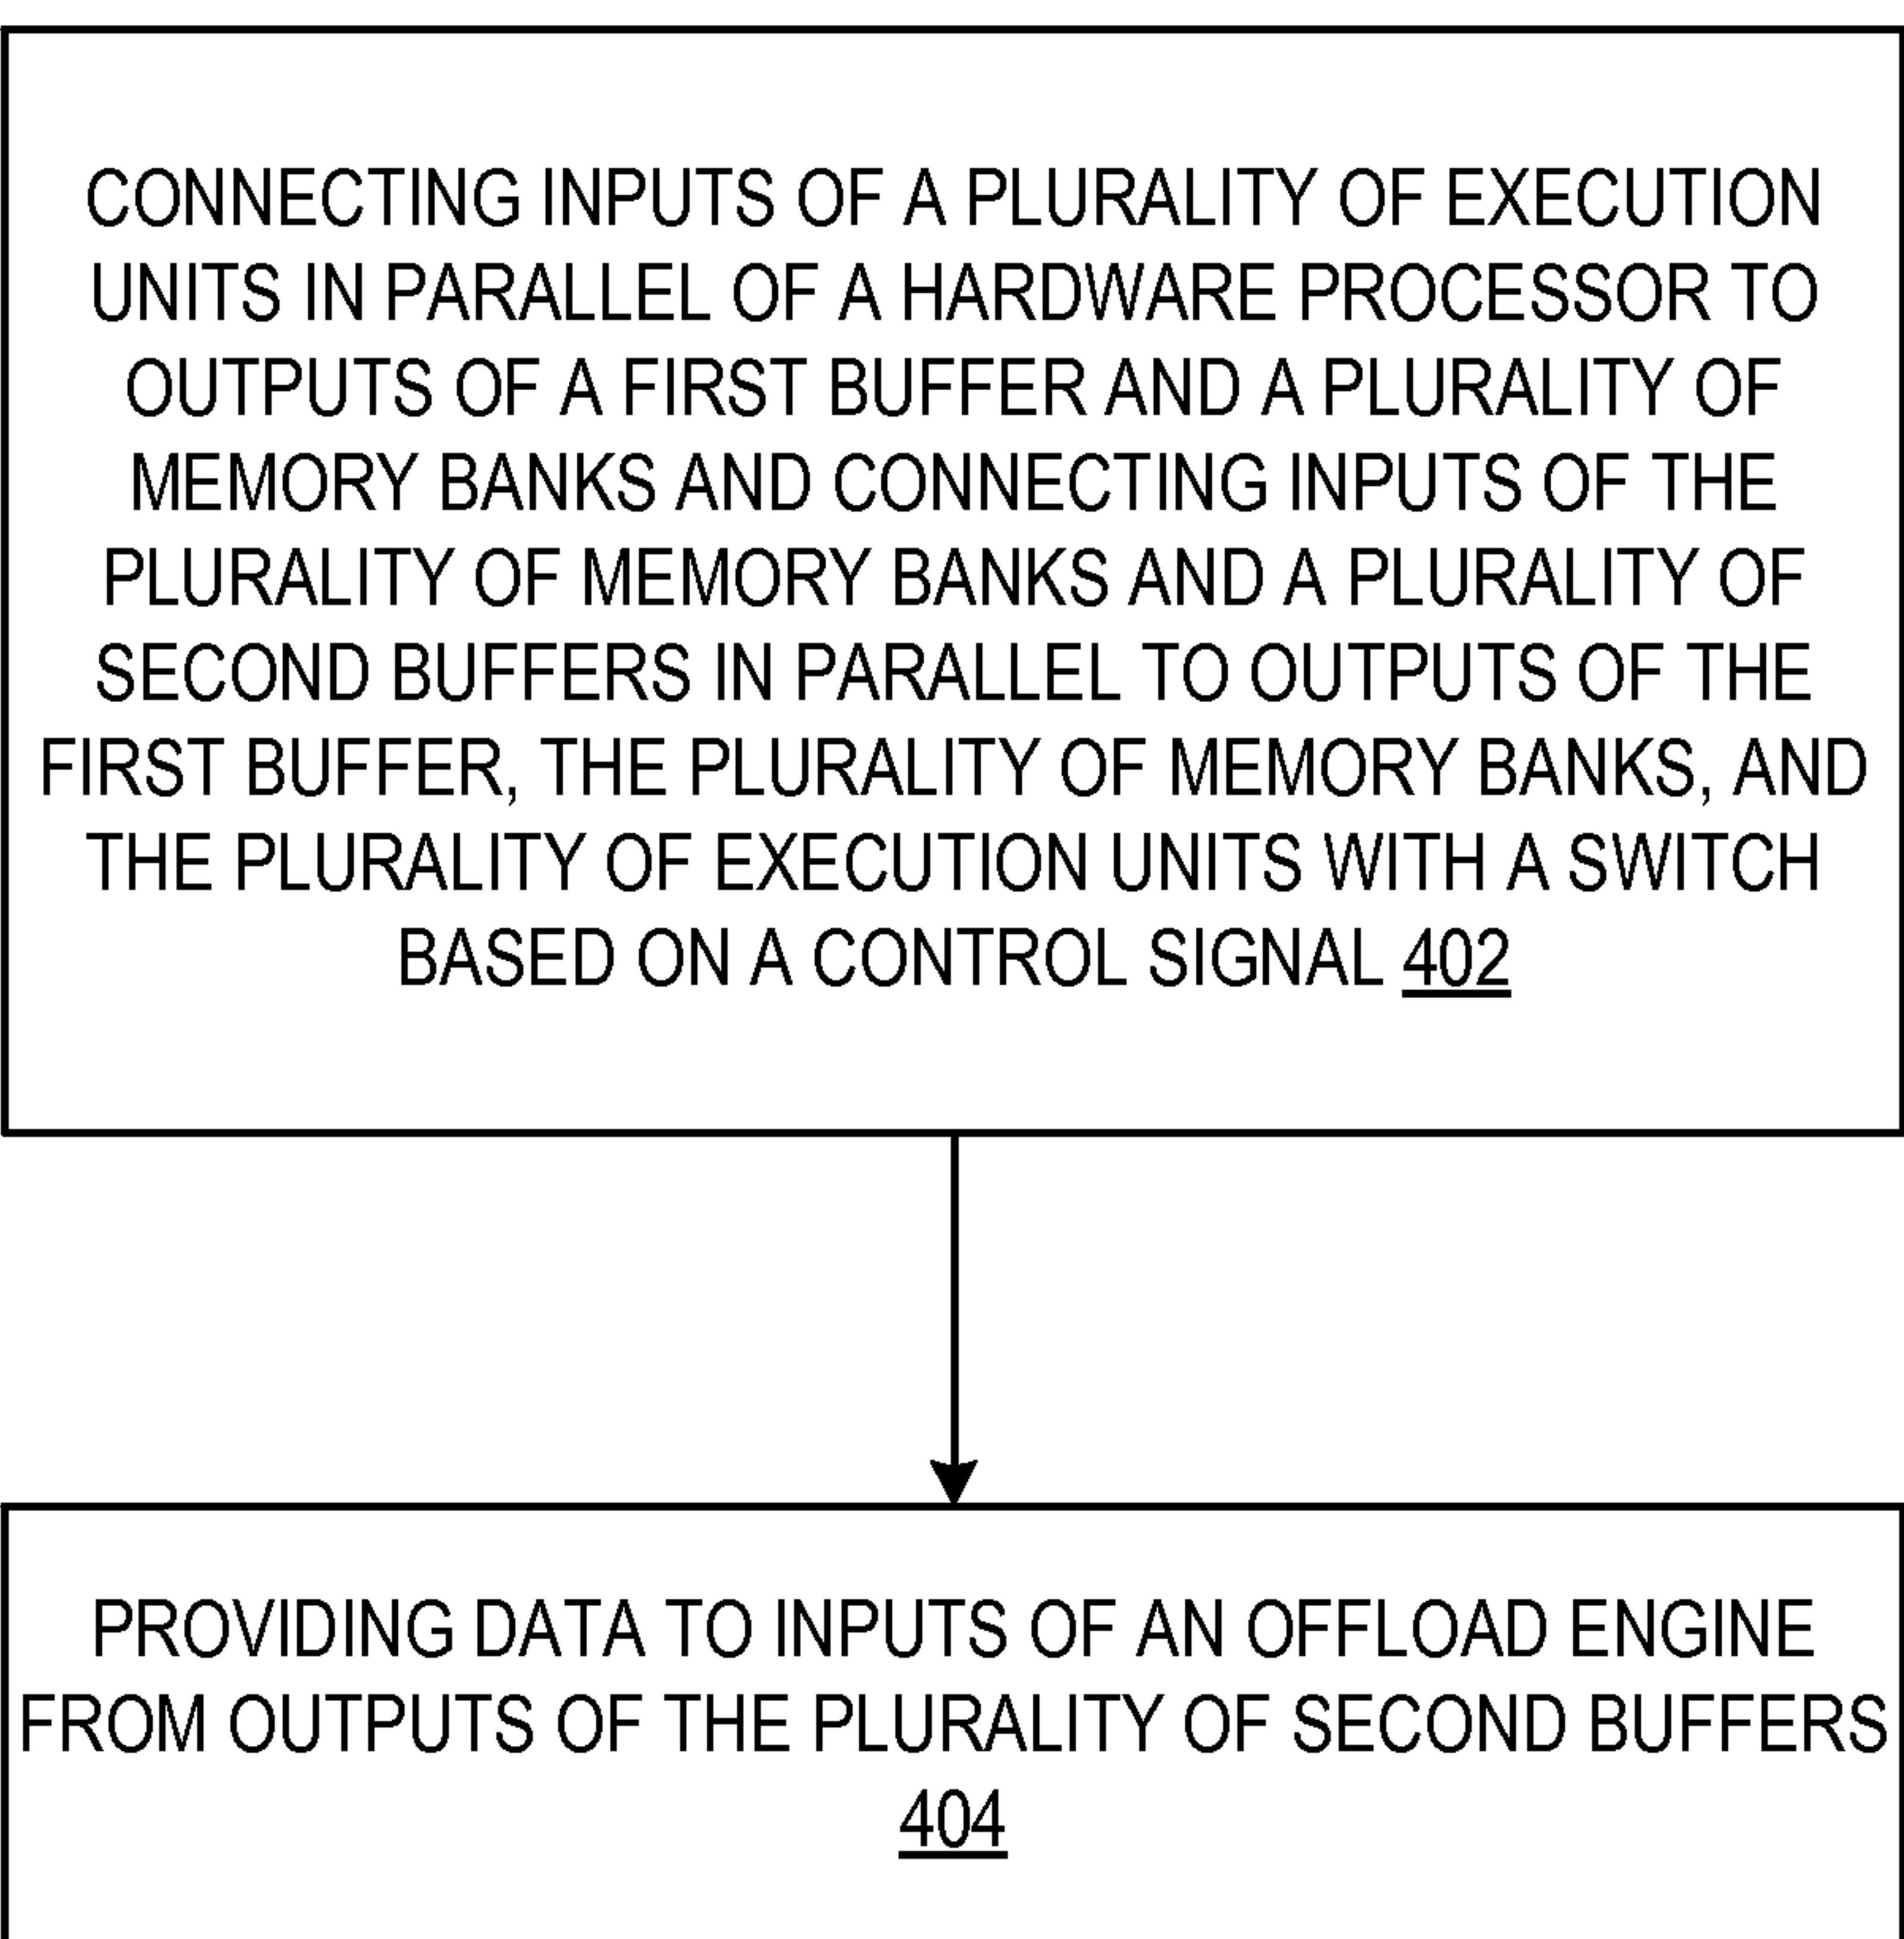 CONNECTING INPUTS OF A PLURALITY OF EXECUTION
UNITS IN PARALLEL OF A HARDWARE PROCESSOR TO
OUTPUTS OF A FIRST BUFFER AND A PLURALITY OF
MEMORY BANKS AND CONNECTING INPUTS OF THE
PLURALITY OF MEMORY BANKS AND A PLURALITY OF
SECOND BUFFERS IN PARALLEL TO OUTPUTS OF THE
FIRST BUFFER, THE PLURALITY OF MEMORY BANKS, AND
THE PLURALITY OF EXECUTION UNITS WITH A SWITCH
BASED ON A CONTROL SIGNAL 402
PROVIDING DATA TO INPUTS OF AN OFFLOAD ENGINE
FROM OUTPUTS OF THE PLURALITY OF SECOND BUFFERS
404